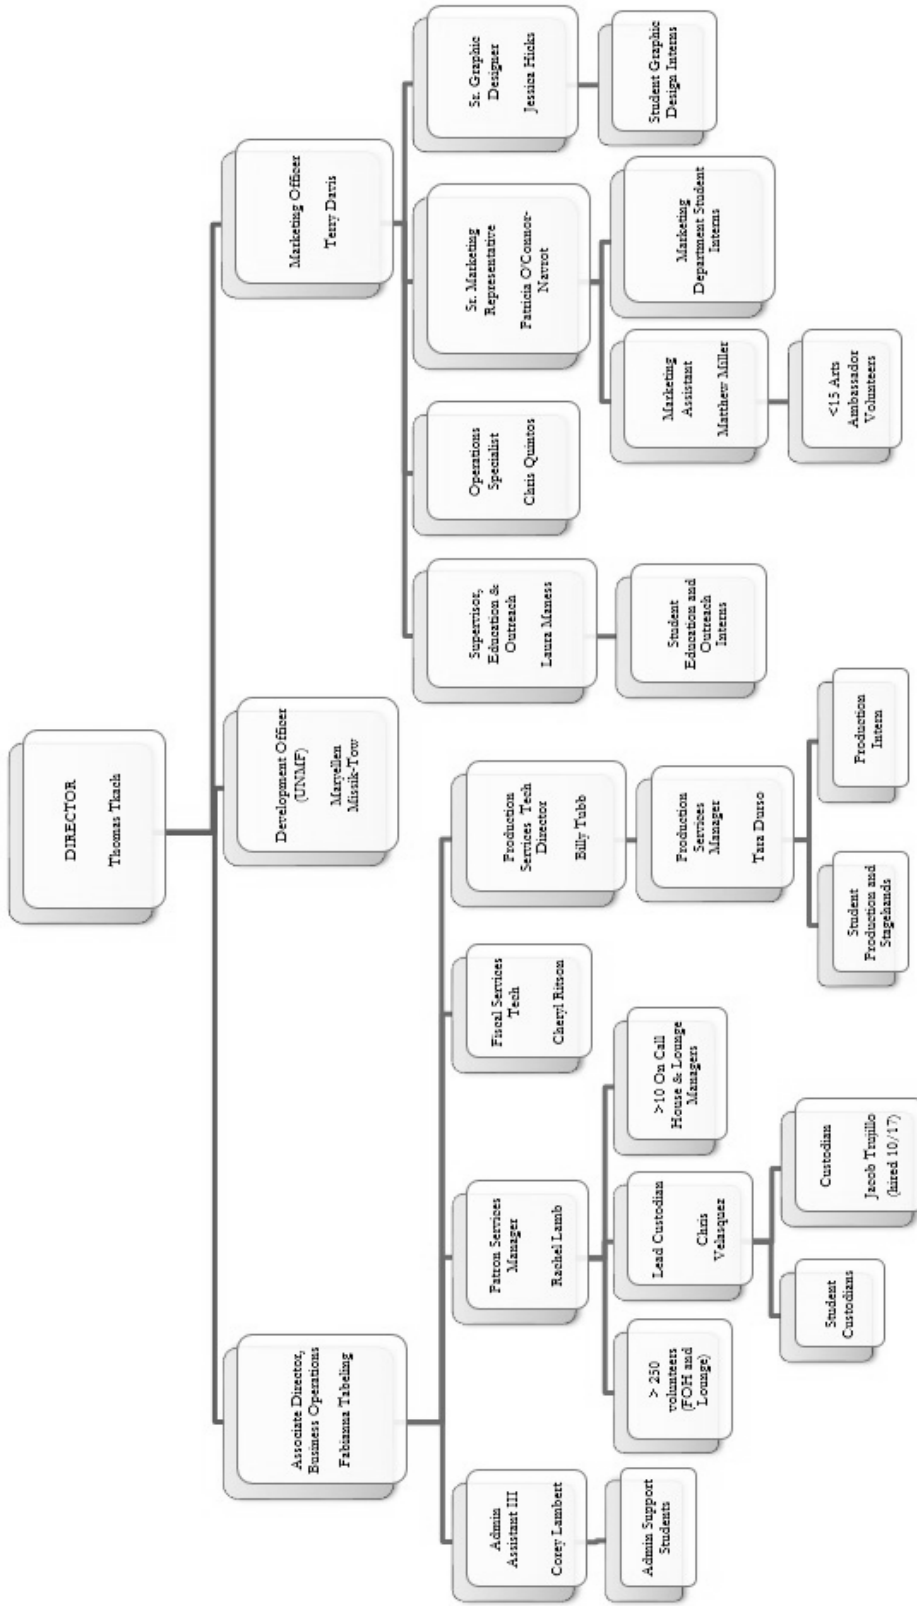 DIRECTOR
Thomas Tkach
Associate Director,
Business Operations
Fabianna Tabeling
Development Officer
(UNMF)
Maryellen
Missik-Tow
Marketing Officer
Terry Davis
Admin
Assistant III
Corey Lambert
Patron Services
Manager
Rachel Lamb
Fiscal Services
Tech
Cheryl Ritson
Production
Services Tech
Director
Billy Tubb
Supervisor,
Education &
Outreach
Laura Maness
Operations
Specialist
Chris Quintos
Sr. Marketing
Representative
Patricia O'Connor-
Navrot
Sr. Graphic
Designer
Jessica Hicks
Admin Support
Students
> 250
volunteers
(FOH and
Lounge)
Lead Custodian
Chris
Velasquez
>10 On Call
House & Lounge
Managers
Production
Services
Manager
Tara Durso
Student
Education and
Outreach
Interns
Marketing
Assistant
Matthew Miller
Marketing
Department Student
Interns
Student Graphic
Design Interns
Student
Custodians
Custodian
Jacob Trujillo
(hired 10/17)
Student
Production and
Stagehands
Production
Intern
<15 Arts
Ambassador
Volunteers